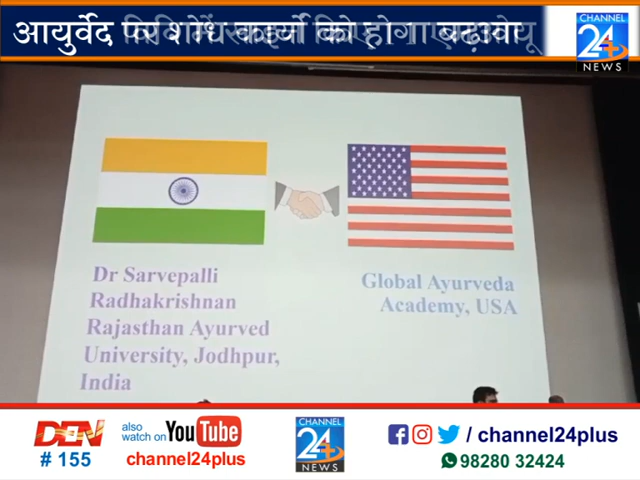 आयुर्वेद पर शोध कार्यों को होगा बढ़ावा
CHANNEL
24+
NEWS
Dr Sarvepalli
Radhakrishnan
Rajasthan Ayurved
University, Jodhpur,
India
Global Ayurveda
Academy, USA
DEN
# 155
also
watch on YouTube
channel24plus
CHANNEL
24+
NEWS
/ channel24plus
98280 32424